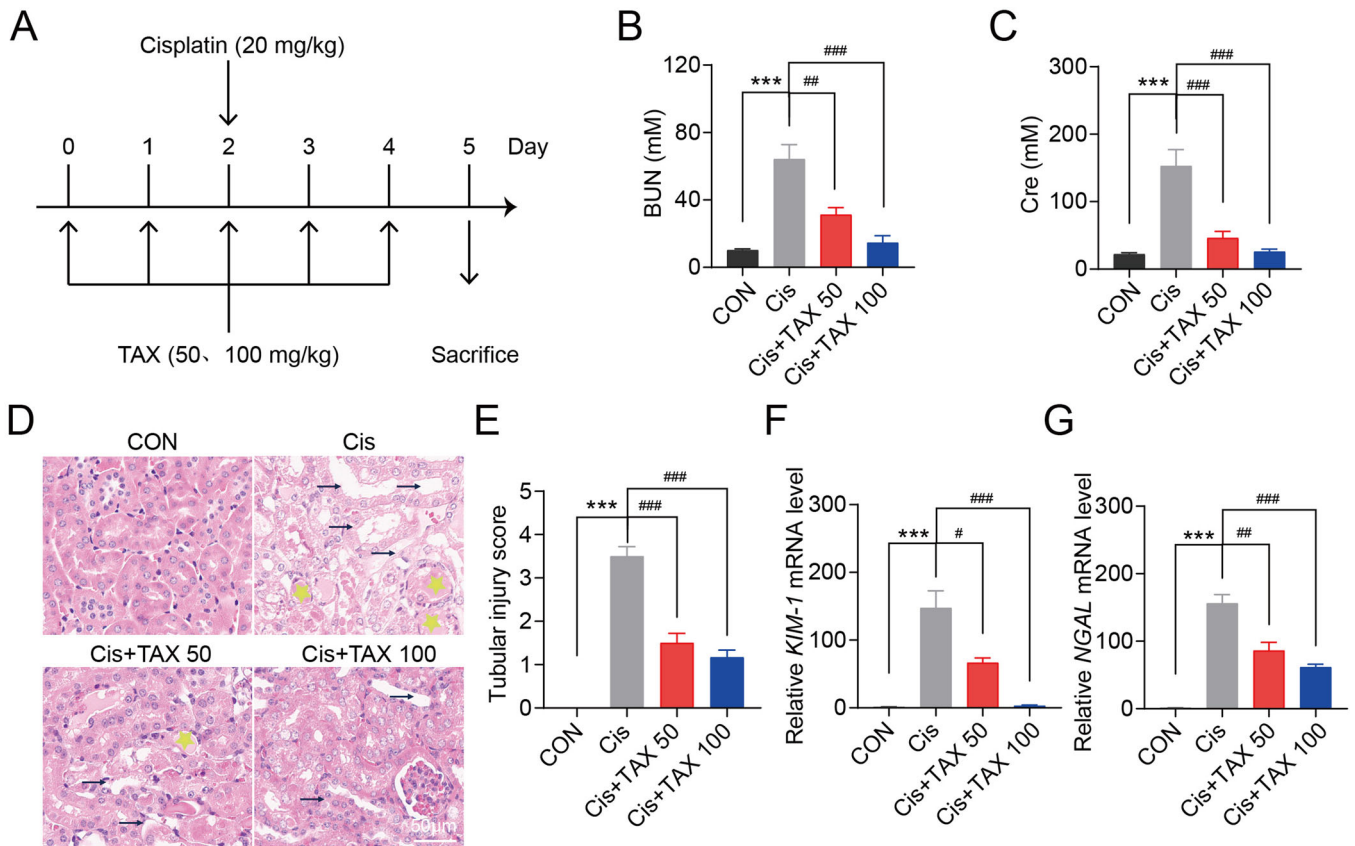 A
Cisplatin (20 mg/kg)
0 1 2 3 4 5 Day
TAX (50、100 mg/kg) Sacrifice
B
BUN (mM)
120
80
40
0
***
##
###
CON
Cis
Cis+TAX 50
Cis+TAX 100
C
Cre (mM)
300
200
100
0
***
###
###
CON
Cis
Cis+TAX 50
Cis+TAX 100
D
CON
Cis
Cis+TAX 50
Cis+TAX 100
50μm
E
Tubular injury score
5
4
3
2
1
0
***
###
###
CON
Cis
Cis+TAX 50
Cis+TAX 100
F
Relative KIM-1 mRNA level
300
200
100
0
***
#
###
CON
Cis
Cis+TAX 50
Cis+TAX 100
G
Relative NGAL mRNA level
300
200
100
0
***
##
###
CON
Cis
Cis+TAX 50
Cis+TAX 100